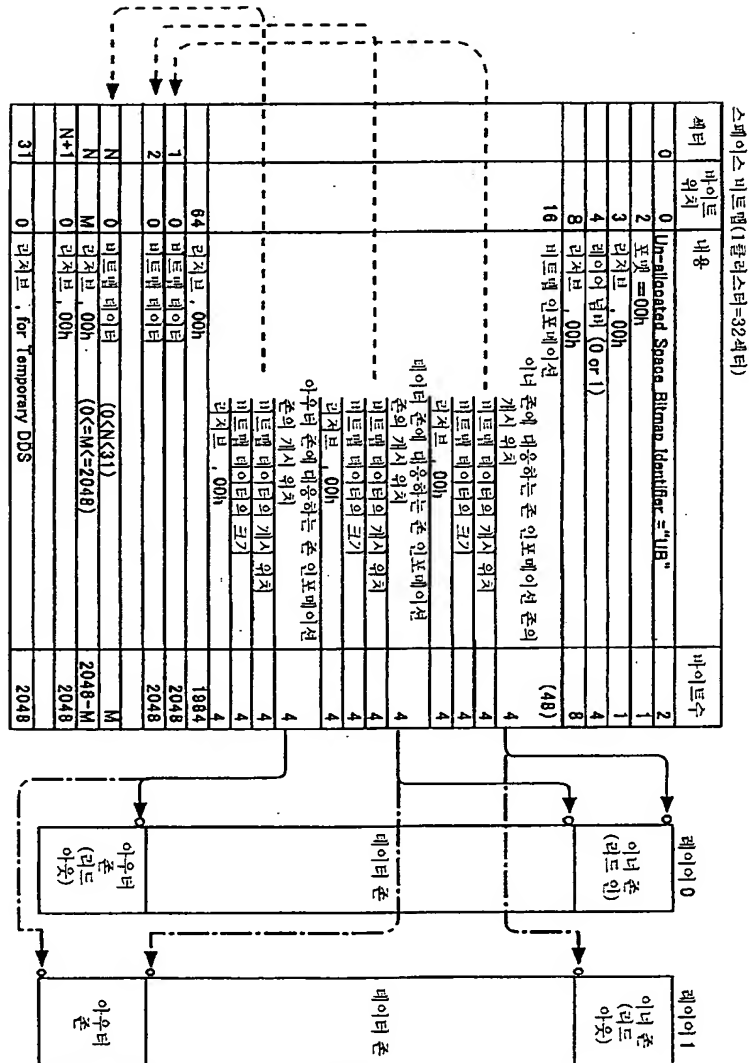 스페이스 비트맵(1클러스터=32섹터)
섹터 바이트 위치 내용 바이트수
0 0 Un-allocated Space Bitmap Identifier ="UB" 2
2 포맷 ==00h 1
3 리저브 , 00h 1
4 레이어 넘버 (0 or 1) 4
8 리저브 , 00h 8
16 비트맵 인포메이션 (48)
이너 존에 대응하는 존 인포메이션 존의
개시 위치 4
비트맵 데이터의 개시 위치 4
비트맵 데이터의 크기 4
리저브 , 00h 4
데이터 존에 대응하는 존 인포메이션
존의 개시 위치 4
비트맵 데이터의 개시 위치 4
비트맵 데이터의 크기 4
리저브 , 00h 4
아우터 존에 대응하는 존 인포메이션
존의 개시 위치 4
비트맵 데이터의 개시 위치 4
비트맵 데이터의 크기 4
리저브 , 00h 4
64 리저브 , 00h 1984
1 0 비트맵 데이터 2048
2 0 비트맵 데이터 2048
N 0 비트맵 데이터 (0<N<31) M
N M 리저브 , 00h (0<=M<=2048) 2048-M
N+1 0 리저브 , 00h 2048
31 0 리저브 , for Temporary DDS 2048
레이어 0
이너 존
(리드 인)
데이터 존
아우터
존
(리드
아웃)
레이어 1
이너 존
(리드
아웃)
데이터 존
아우터
존